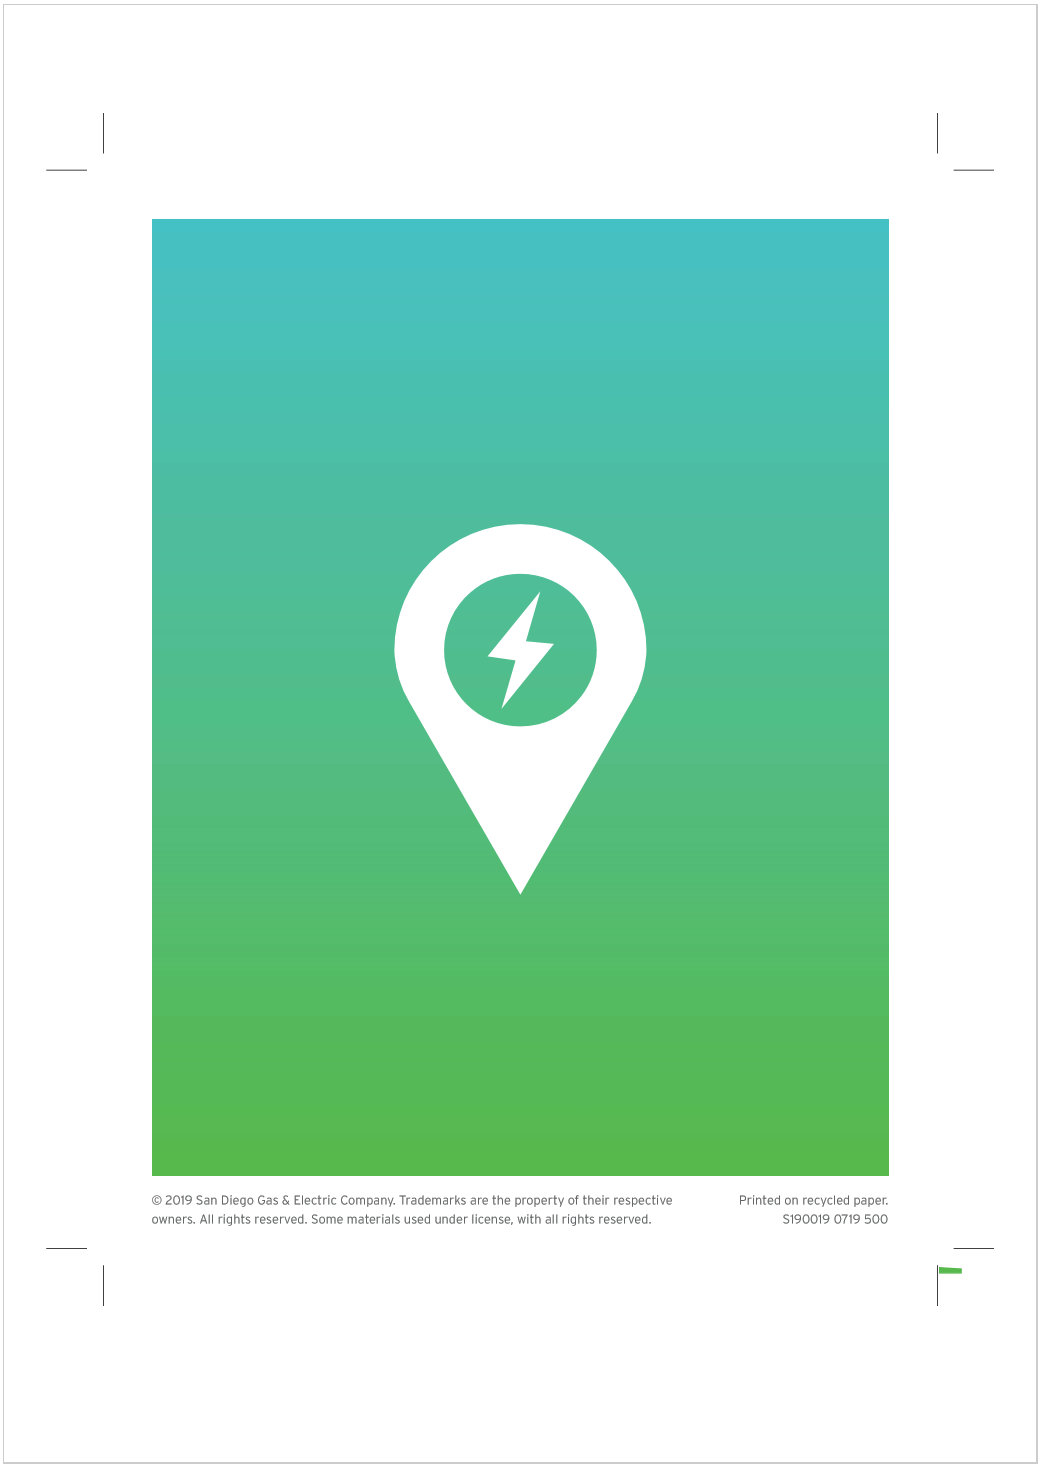 © 2019 San Diego Gas & Electric Company. Trademarks are the property of their respective
owners. All rights reserved. Some materials used under license, with all rights reserved.
Printed on recycled paper.
S190019 0719 500